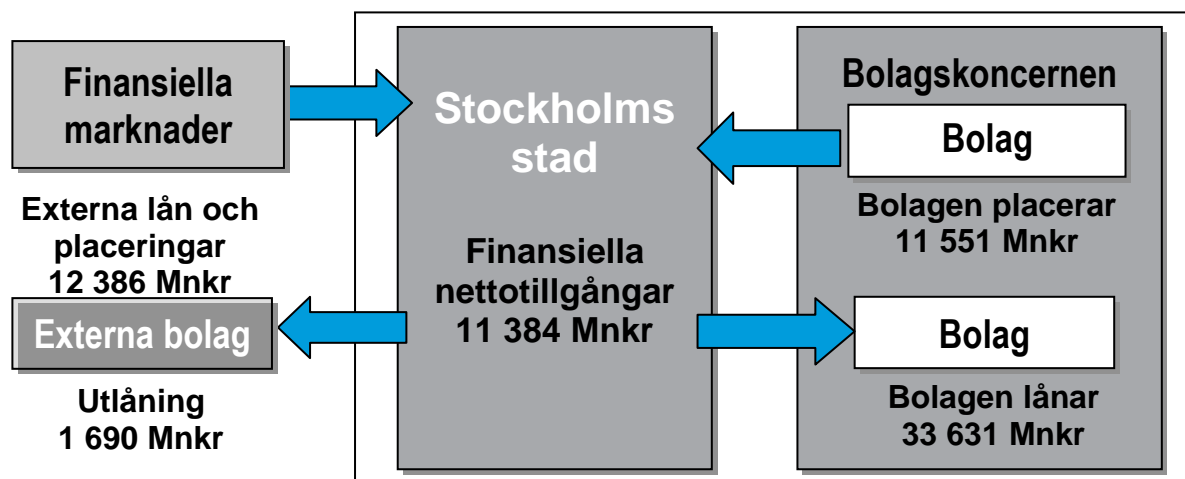 Finansiella
marknader
Externa lån och
placeringar
12 386 Mnkr
Externa bolag
Utlåning
1 690 Mnkr
Stockholms
stad
Finansiella
nettotillgångar
11 384 Mnkr
Bolagskoncernen
Bolag
Bolagen placerar
11 551 Mnkr
Bolag
Bolagen lånar
33 631 Mnkr